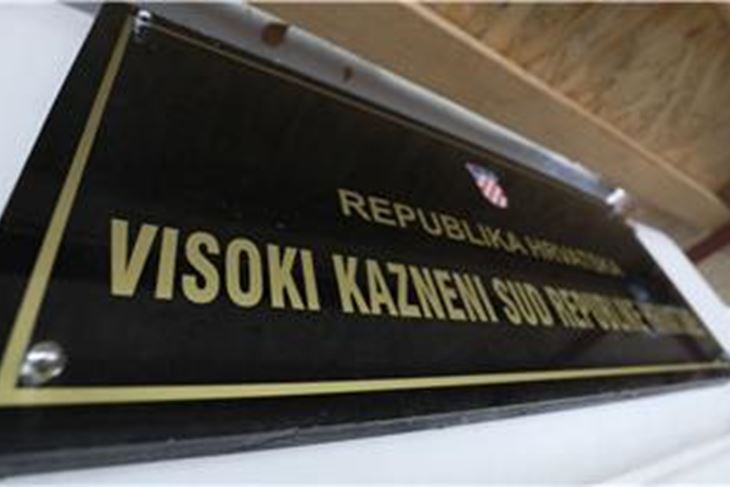 REPUBLIKA HRVATSKA
VISOKI KAZNENI SUD REPUBLIKE